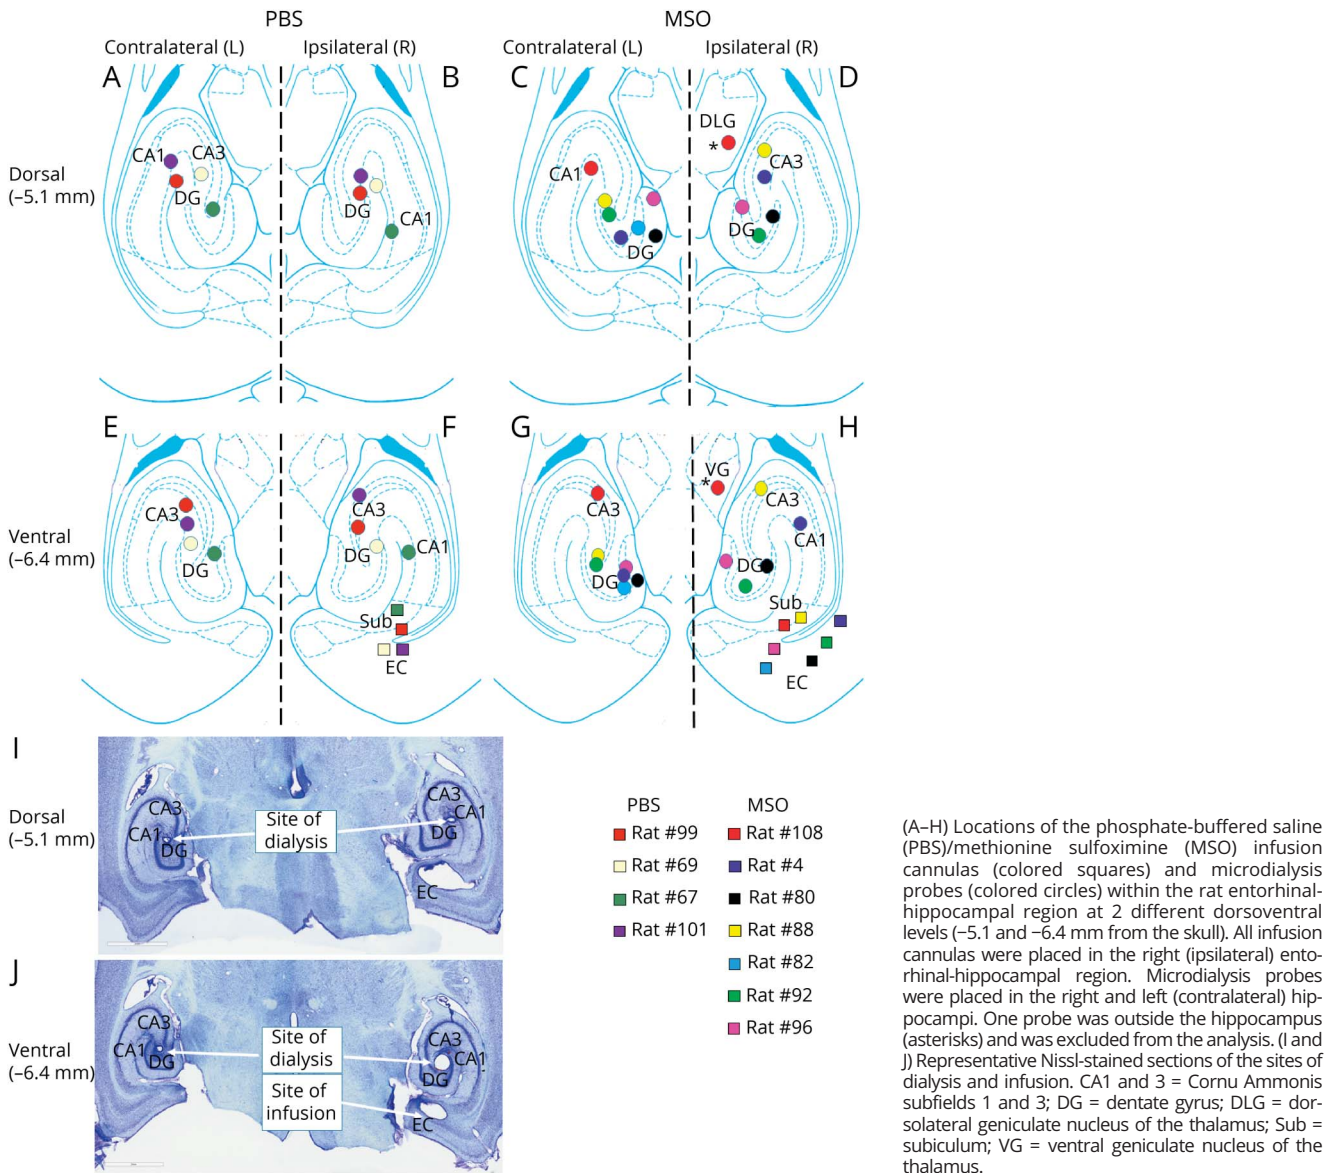 PBS
MSO
Contralateral (L)
Ipsilateral (R)
Contralateral (L)
Ipsilateral (R)
A
B
C
D
Dorsal
(–5.1 mm)
CA1
CA3
DG
DG
CA1
CA1
DG
DLG
*
CA3
DG
E
F
G
H
Ventral
(–6.4 mm)
CA3
DG
CA3
DG
CA1
Sub
EC
CA3
DG
VG
*
CA3
CA1
DG
Sub
EC
I
Dorsal
(–5.1 mm)
CA3
CA1
DG
Site of
dialysis
CA3
CA1
DG
EC
J
Ventral
(–6.4 mm)
CA3
CA1
DG
Site of
dialysis
Site of
infusion
CA3
CA1
DG
EC
PBS
Rat #99
Rat #69
Rat #67
Rat #101
MSO
Rat #108
Rat #4
Rat #80
Rat #88
Rat #82
Rat #92
Rat #96
(A–H) Locations of the phosphate-buffered saline
(PBS)/methionine sulfoximine (MSO) infusion
cannulas (colored squares) and microdialysis
probes (colored circles) within the rat entorhinal-
hippocampal region at 2 different dorsoventral
levels (−5.1 and −6.4 mm from the skull). All infusion
cannulas were placed in the right (ipsilateral) ento-
rhinal-hippocampal region. Microdialysis probes
were placed in the right and left (contralateral) hip-
pocampi. One probe was outside the hippocampus
(asterisks) and was excluded from the analysis. (I and
J) Representative Nissl-stained sections of the sites of
dialysis and infusion. CA1 and 3 = Cornu Ammonis
subfields 1 and 3; DG = dentate gyrus; DLG = dor-
solateral geniculate nucleus of the thalamus; Sub =
subiculum; VG = ventral geniculate nucleus of the
thalamus.